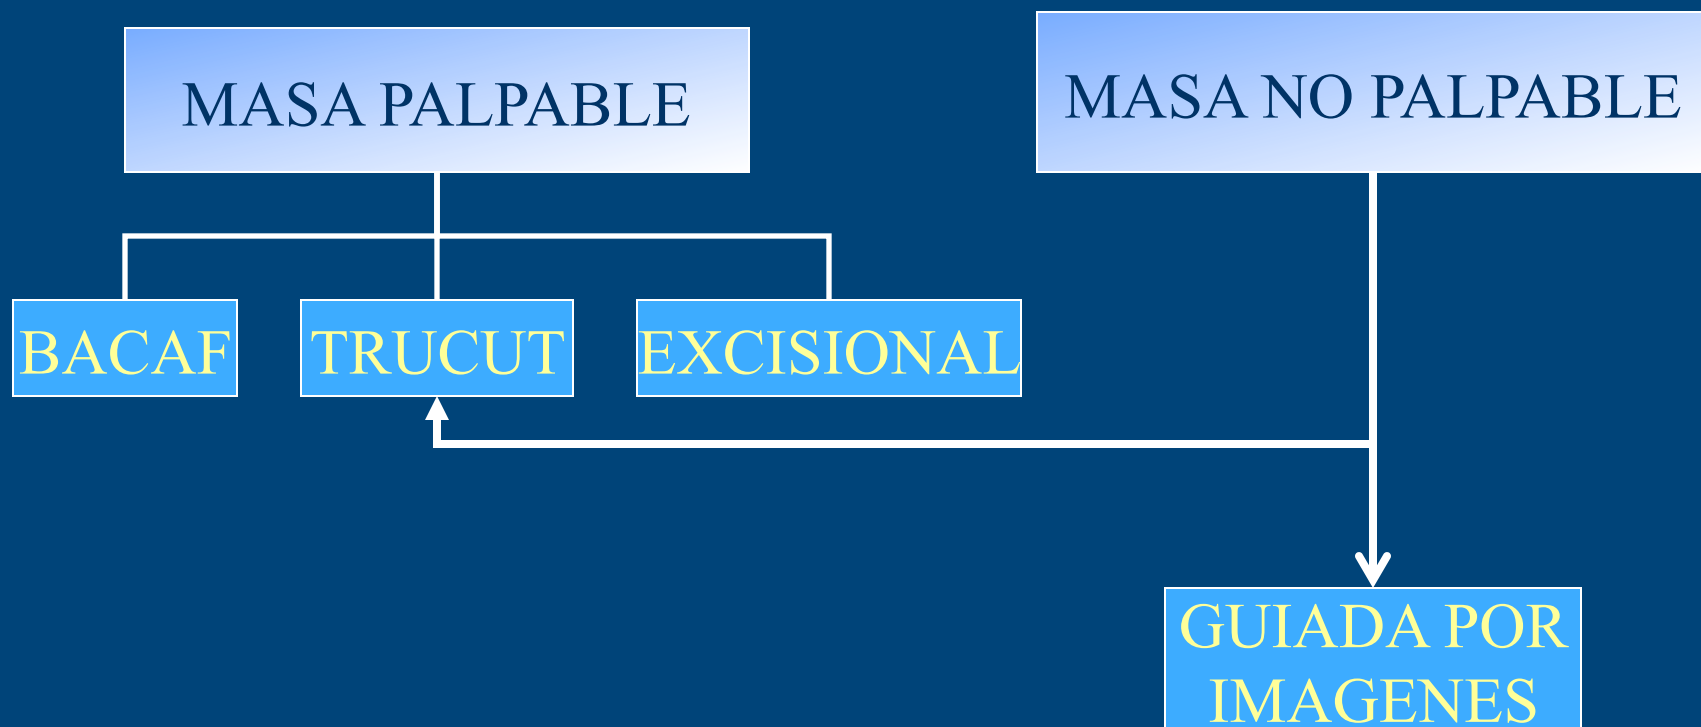 MASA PALPABLE
MASA NO PALPABLE
BACAF
TRUCUT
EXCISIONAL
GUIADA POR
IMAGENES